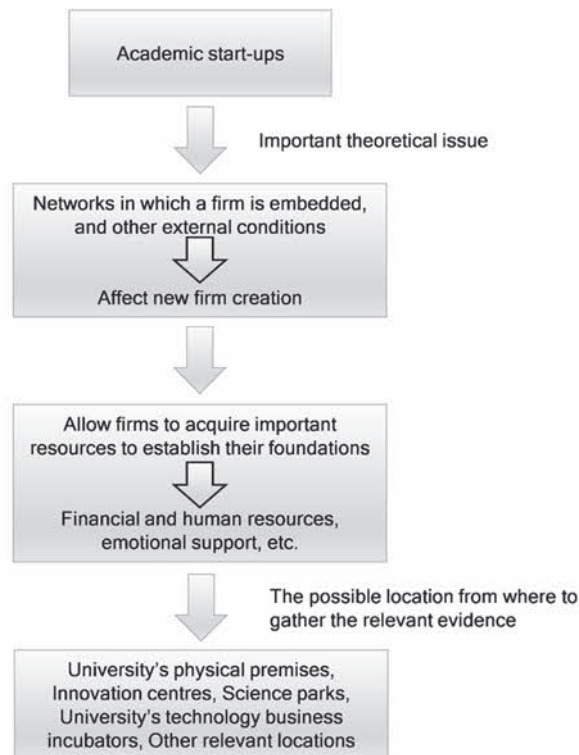 Academic start-ups
Important theoretical issue
Networks in which a firm is embedded,
and other external conditions
Affect new firm creation
Allow firms to acquire important
resources to establish their foundations
Financial and human resources,
emotional support, etc.
The possible location from where to
gather the relevant evidence
University's physical premises,
Innovation centres, Science parks,
University's technology business
incubators, Other relevant locations